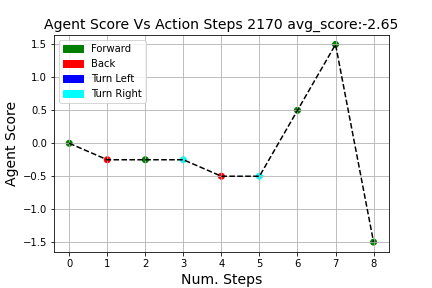 Agent Score Vs Action Steps 2170 avg_score:-2.65
Forward
Back
Turn Left
Turn Right
1.5
1.0
0.5
0.0
−0.5
−1.0
−1.5
Agent Score
0 1 2 3 4 5 6 7 8
Num. Steps